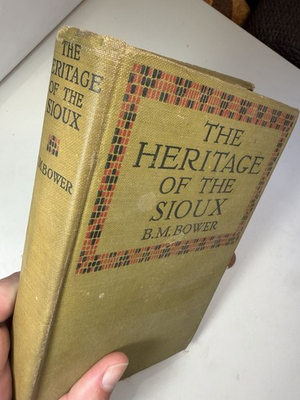 THE
HERITAGE
OF THE
SIOUX
B.M.BOWER
THE
HERITAGE
OF THE
SIOUX
B.M.BOWER